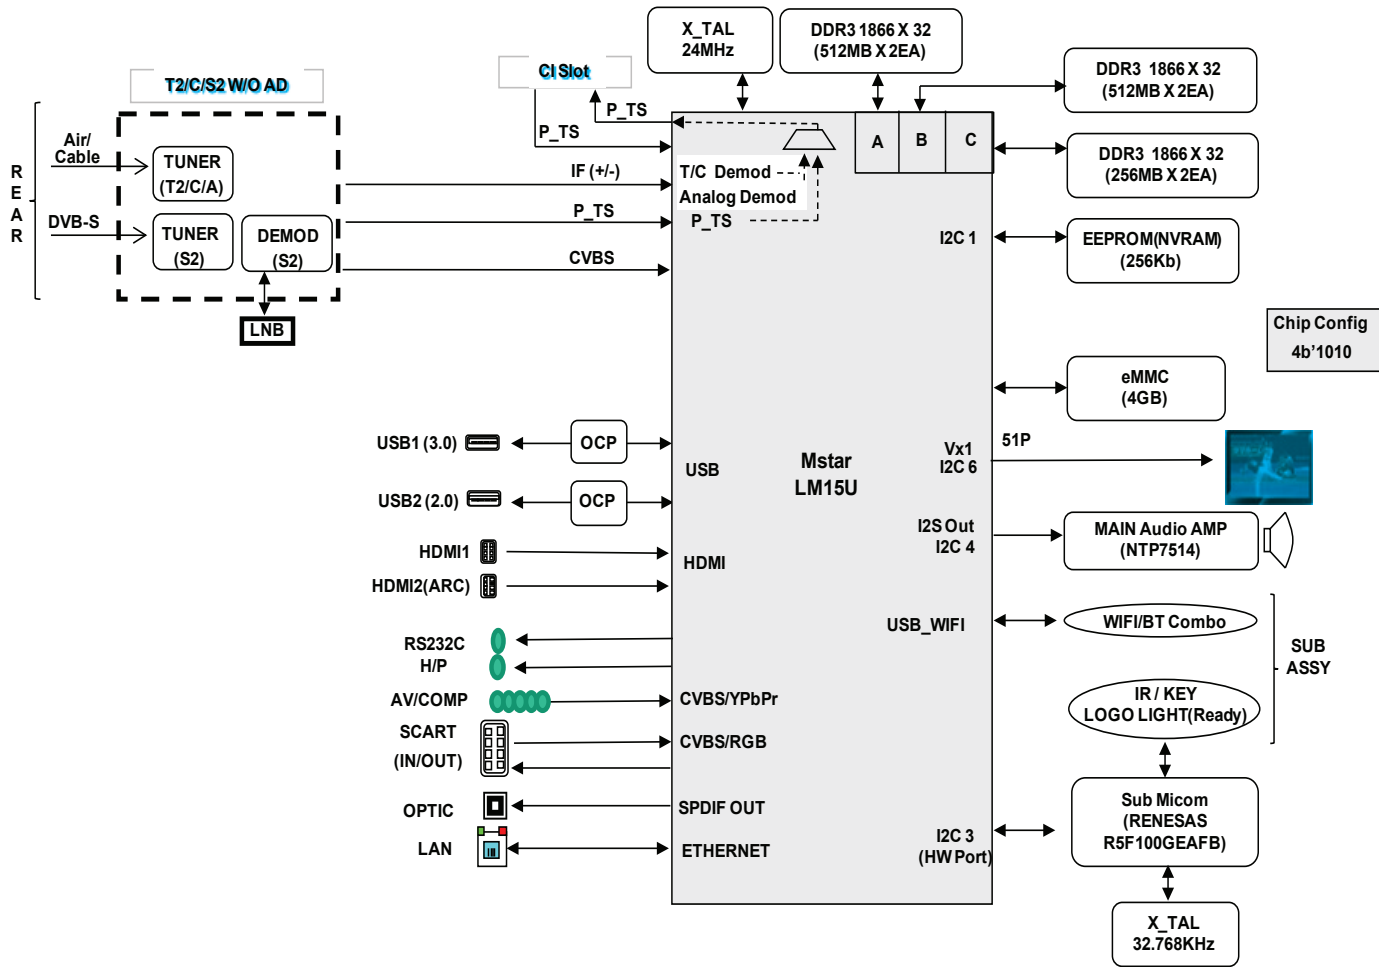 X_TAL
24MHz
DDR3 1866 X 32
(512MB X 2EA)
DDR3 1866 X 32
(512MB X 2EA)
DDR3 1866 X 32
(256MB X 2EA)
CI Slot
T2/C/S2 W/O AD
P_TS
P_TS
R
E
A
R
Air/
Cable
DVB-S
TUNER
(T2/C/A)
TUNER
(S2)
DEMOD
(S2)
LNB
IF (+/-)
P_TS
CVBS
T/C Demod
Analog Demod
P_TS
A
B
C
I2C 1
EEPROM(NVRAM)
(256Kb)
Chip Config
4b'1010
eMMC
(4GB)
USB1 (3.0)
OCP
USB2 (2.0)
OCP
USB
Mstar
LM15U
Vx1
I2C 6
51P
I2S Out
I2C 4
MAIN Audio AMP
(NTP7514)
HDMI1
HDMI2(ARC)
HDMI
USB_WIFI
WIFI/BT Combo
SUB
ASSY
IR / KEY
LOGO LIGHT(Ready)
RS232C
H/P
AV/COMP
CVBS/YPbPr
SCART
(IN/OUT)
CVBS/RGB
OPTIC
SPDIF OUT
LAN
ETHERNET
I2C 3
(HW Port)
Sub Micom
(RENESAS
R5F100GEAFB)
X_TAL
32.768KHz